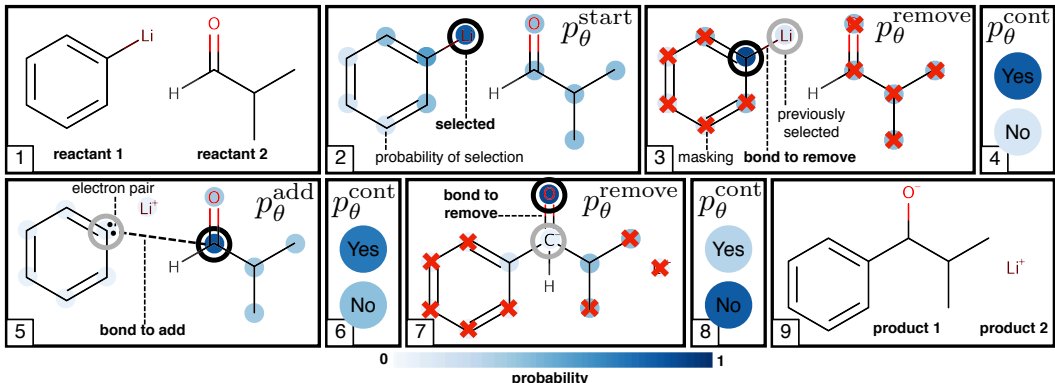 Li
O
H
1
reactant 1
reactant 2
Li
O
H
p_θ^start
selected
2
probability of selection
Li
H
p_θ^remove
previously
selected
3
masking
bond to remove
p_θ^cont
Yes
No
4
electron pair
Li⁺
O
H
p_θ^add
5
bond to add
p_θ^cont
Yes
No
6
bond to
remove
O
C
H
p_θ^remove
7
p_θ^cont
Yes
No
8
O⁻
Li⁺
9
product 1
product 2
0
1
probability